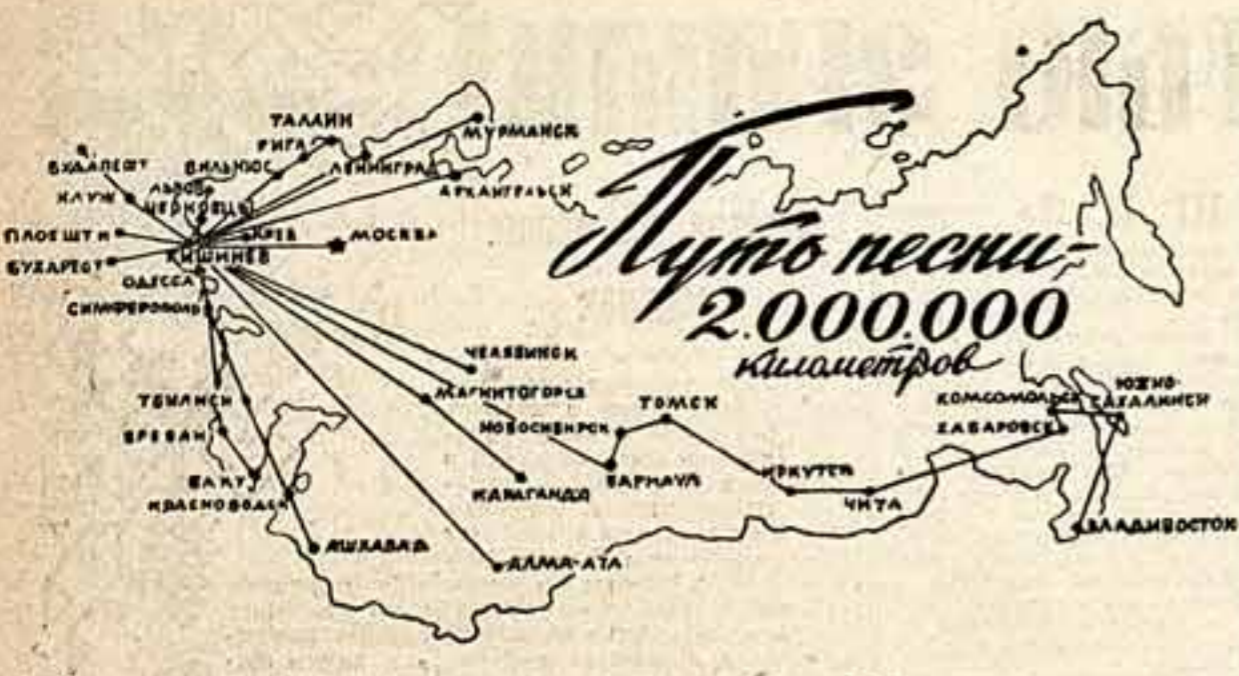 Путь песни-
2.000.000
километров
ТАЛЛИН
РИГА
МУРМАНСК
БУДАПЕШТ
ВИЛЬНЮС
ЛЕНИНГРАД
АРХАНГЕЛЬСК
КЛУЖ
ЛЬВОВ
ЧЕРНОВЦЫ
ПЛОЕШТИ
КИЕВ
МОСКВА
БУХАРЕСТ
КИШИНЕВ
ОДЕССА
СИМФЕРОПОЛЬ
ЧЕЛЯБИНСК
ТБИЛИСИ
МАГНИТОГОРСК
ТОМСК
КОМСОМОЛЬСК
ЮЖНО-
САХАЛИНСК
ЕРЕВАН
НОВОСИБИРСК
ХАБАРОВСК
БАКУ
КАРАГАНДА
БАРНАУЛ
ИРКУТСК
КРАСНОВОДСК
ЧИТА
ВЛАДИВОСТОК
АШХАБАД
АЛМА-АТА